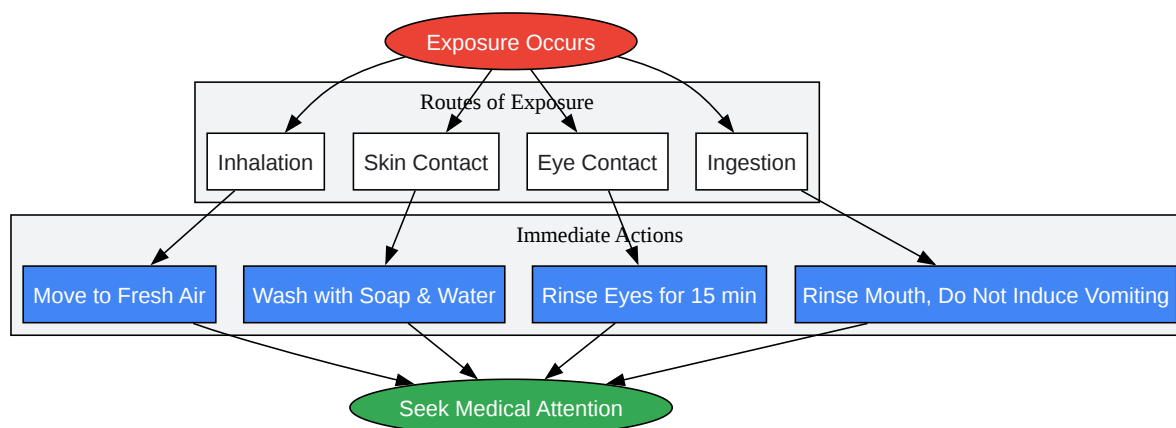 Exposure Occurs
Routes of Exposure
Inhalation
Skin Contact
Eye Contact
Ingestion
Immediate Actions
Move to Fresh Air
Wash with Soap & Water
Rinse Eyes for 15 min
Rinse Mouth, Do Not Induce Vomiting
Seek Medical Attention